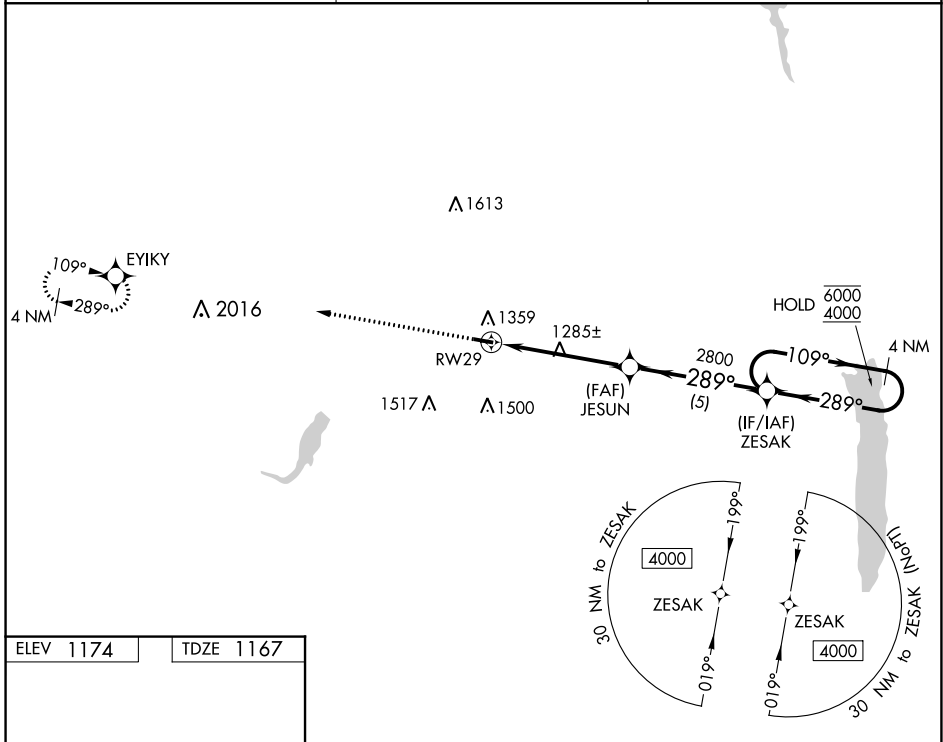 1613
EYIKY
109°
289°
4 NM
2016
1359
1285±
RW29
HOLD 6000
4000
4 NM
2800
289°
(5)
109°
289°
(FAF)
JESUN
(IF/IAF)
ZESAK
1517
1500
30 NM to ZESAK
199°
4000
ZESAK
019°
199°
ZESAK
4000
019°
30 NM to ZESAK (NoPT)
ELEV 1174
TDZE 1167